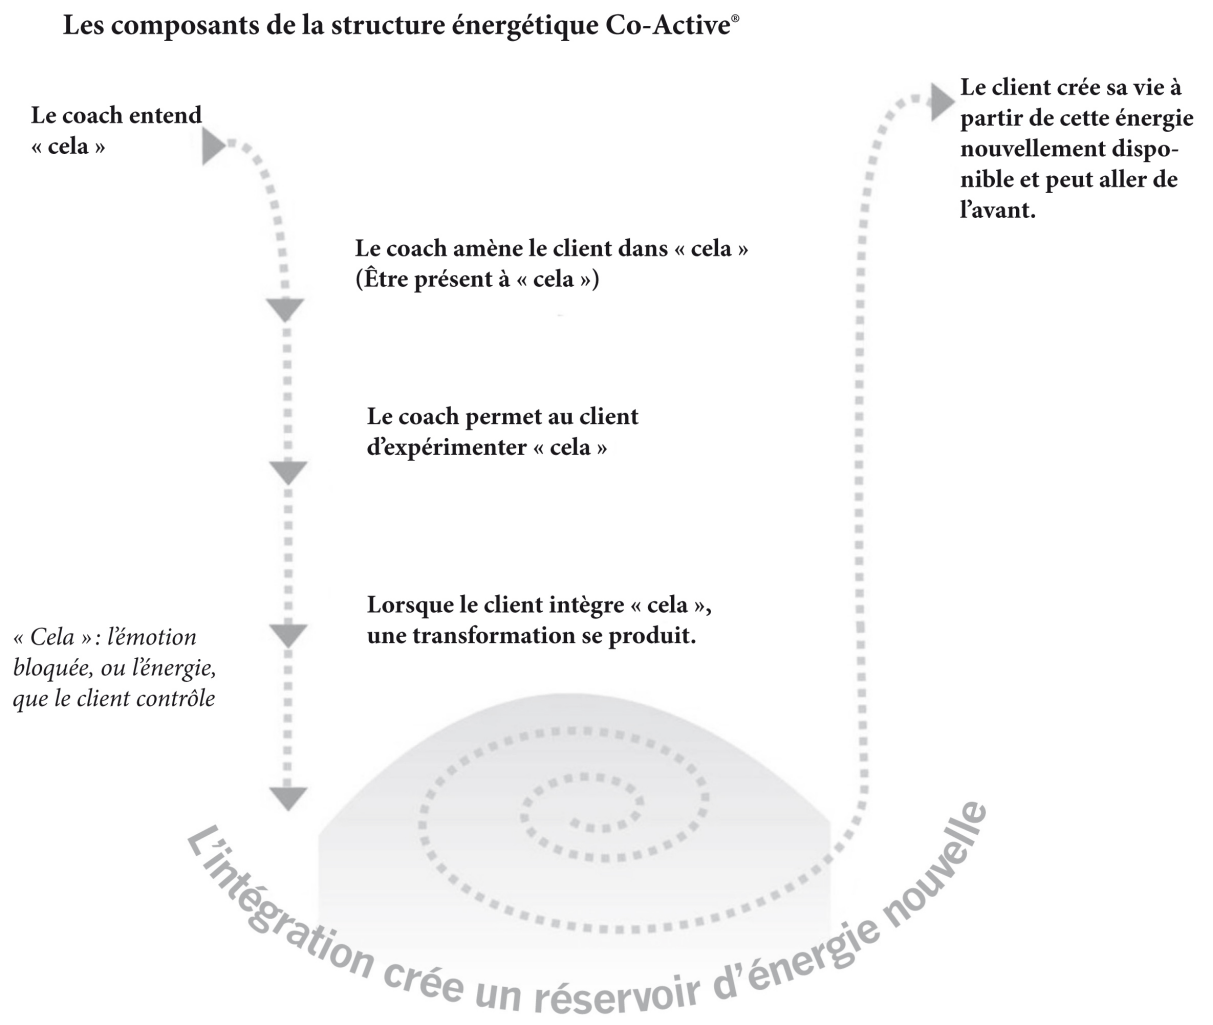 Les composants de la structure énergétique Co-Active®
Le coach entend
« cela »
Le client crée sa vie à
partir de cette énergie
nouvellement dispo-
nible et peut aller de
l’avant.
Le coach amène le client dans « cela »
(Être présent à « cela »)
Le coach permet au client
d’expérimenter « cela »
Lorsque le client intègre « cela »,
une transformation se produit.
« Cela » : l’émotion
bloquée, ou l’énergie,
que le client contrôle
L’intégration crée un réservoir d’énergie nouvelle